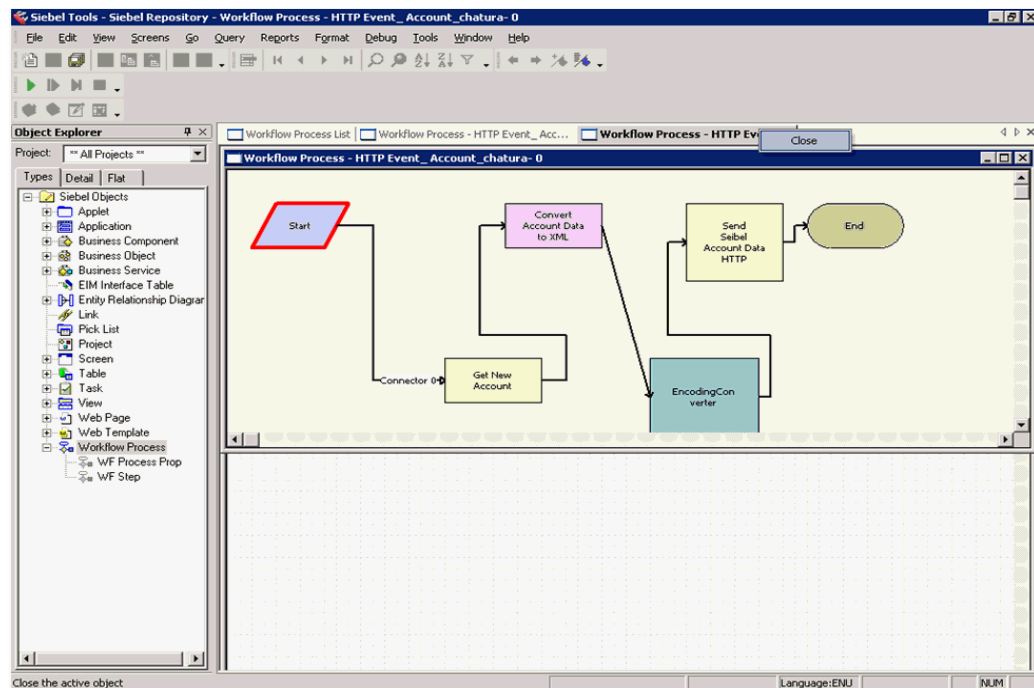 Siebel Tools - Siebel Repository - Workflow Process - HTTP Event_ Account_chatura- 0
File Edit View Screens Go Query Reports Format Debug Tools Window Help
Object Explorer
Project: ** All Projects **
Types Detail Flat
Siebel Objects
Applet
Application
Business Component
Business Object
Business Service
EIM Interface Table
Entity Relationship Diagrar
Link
Pick List
Project
Screen
Table
Task
View
Web Page
Web Template
Workflow Process
WF Process Prop
WF Step
Workflow Process List Workflow Process - HTTP Event_ Acc... Workflow Process - HTTP Eve
Close
Workflow Process - HTTP Event_ Account_chatura- 0
Start
Connector 0
Get New
Account
Convert
Account Data
to XML
EncodingCon
verter
Send
Seibel
Account Data
HTTP
End
Close the active object
Language:ENU
NUM